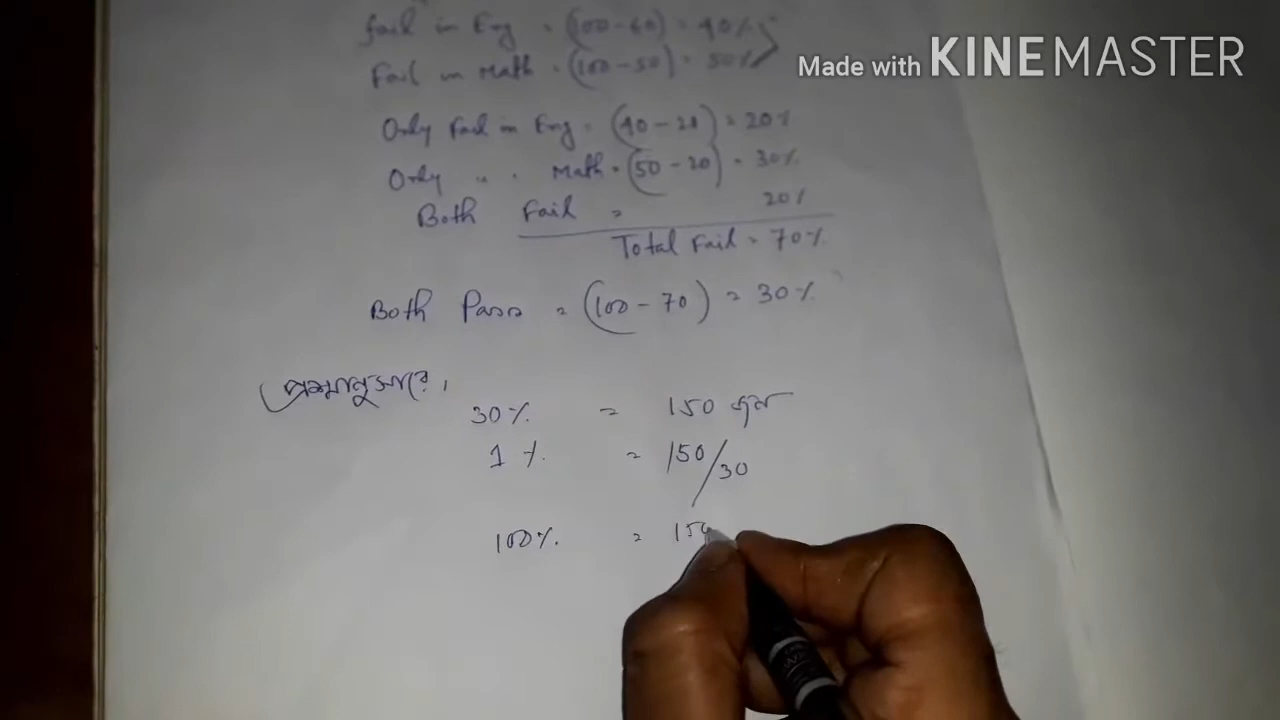 Fail in Eng = (100-60) = 40%
Made with KINEMASTER
Fail in Math = (100-50) = 50%
Only Fail in Eng = (40-20) = 20%
Only " " Math = (50-20) = 30%
Both Fail = 20%
Total Fail = 70%
Both Pass = (100-70) = 30%
প্রশ্নানুসারে,
30% = 150 জন
1% = 150/30
100% = 150